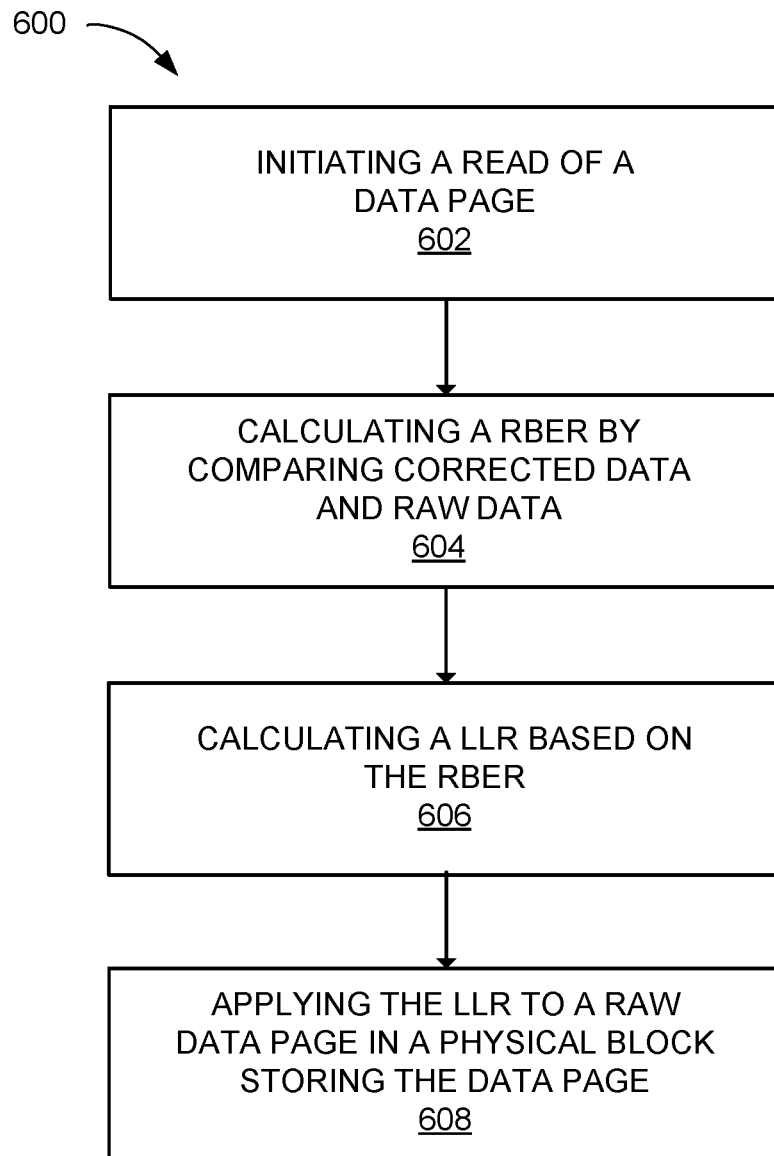 600
INITIATING A READ OF A
DATA PAGE
602
CALCULATING A RBER BY
COMPARING CORRECTED DATA
AND RAW DATA
604
CALCULATING A LLR BASED ON
THE RBER
606
APPLYING THE LLR TO A RAW
DATA PAGE IN A PHYSICAL BLOCK
STORING THE DATA PAGE
608